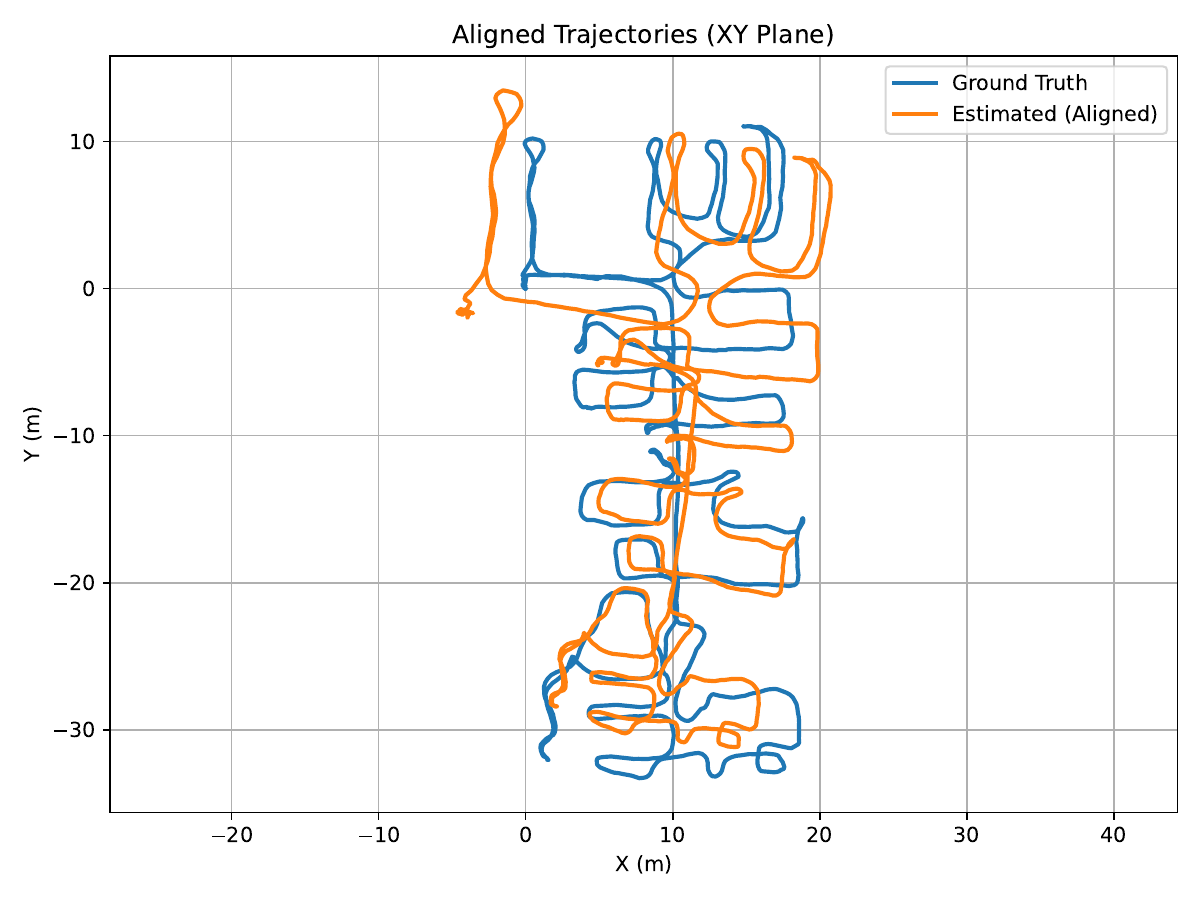 Aligned Trajectories (XY Plane)
Ground Truth
Estimated (Aligned)
10
0
−10
−20
−30
Y (m)
−20
−10
0
10
20
30
40
X (m)